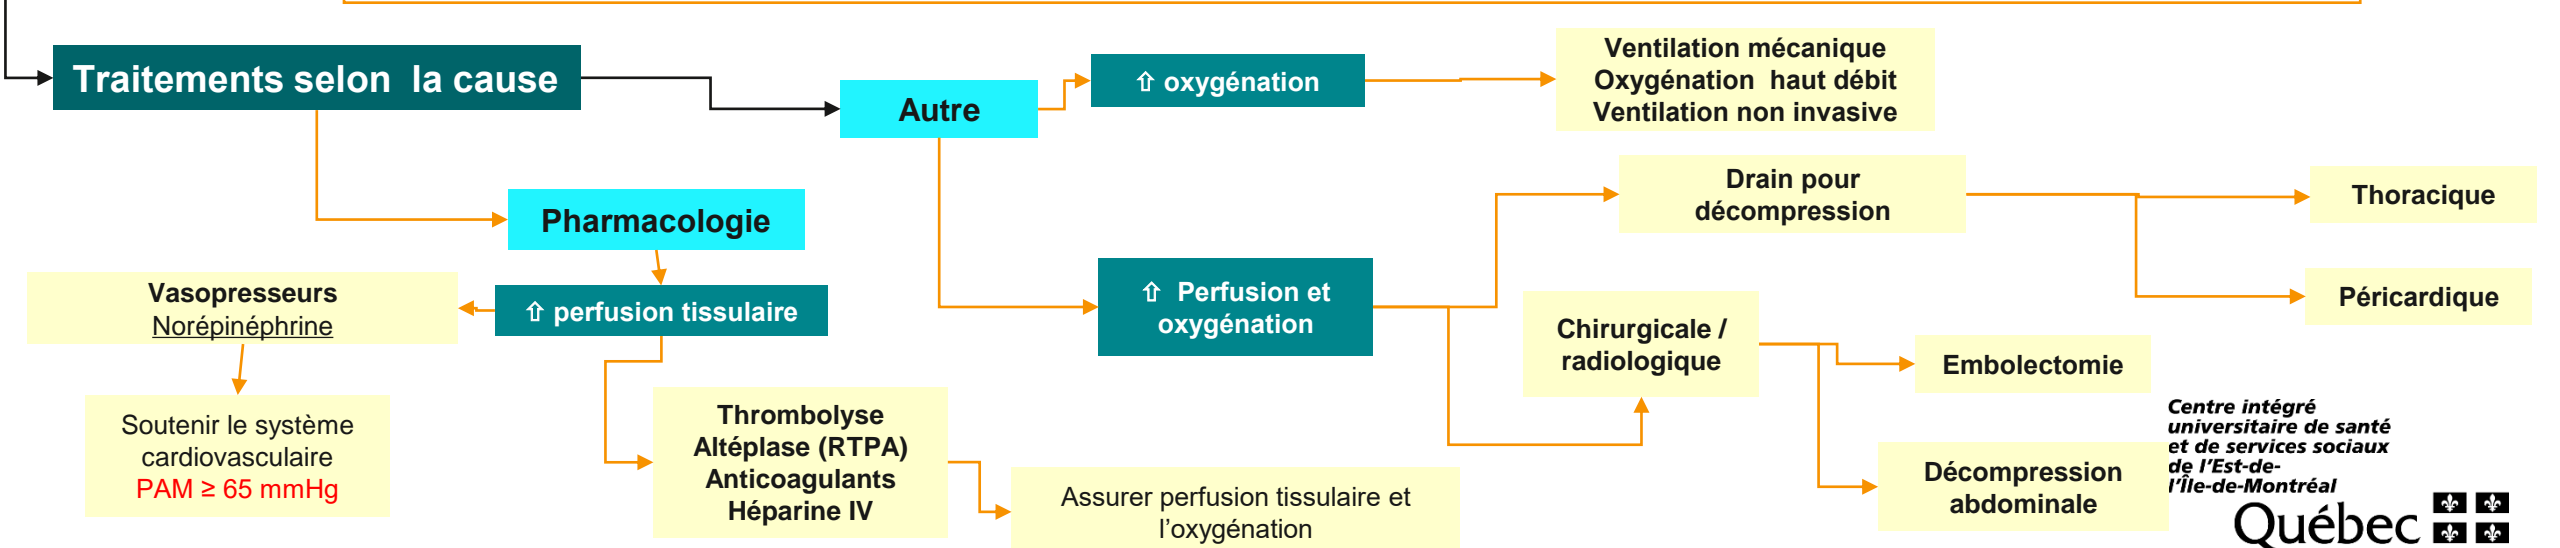 Traitements selon  la cause
Autre
⇧ oxygénation
Ventilation mécanique
Oxygénation  haut débit
Ventilation non invasive
Pharmacologie
Drain pour
décompression
Thoracique
Péricardique
Vasopresseurs
Norépinéphrine
⇧ perfusion tissulaire
⇧  Perfusion et
oxygénation
Chirurgicale /
radiologique
Embolectomie
Décompression
abdominale
Soutenir le système
cardiovasculaire
PAM ≥ 65 mmHg
Thrombolyse
Altéplase (RTPA)
Anticoagulants
Héparine IV
Assurer perfusion tissulaire et
l'oxygénation
Centre intégré
universitaire de santé
et de services sociaux
de l'Est-de-
l'Île-de-Montréal
Québec